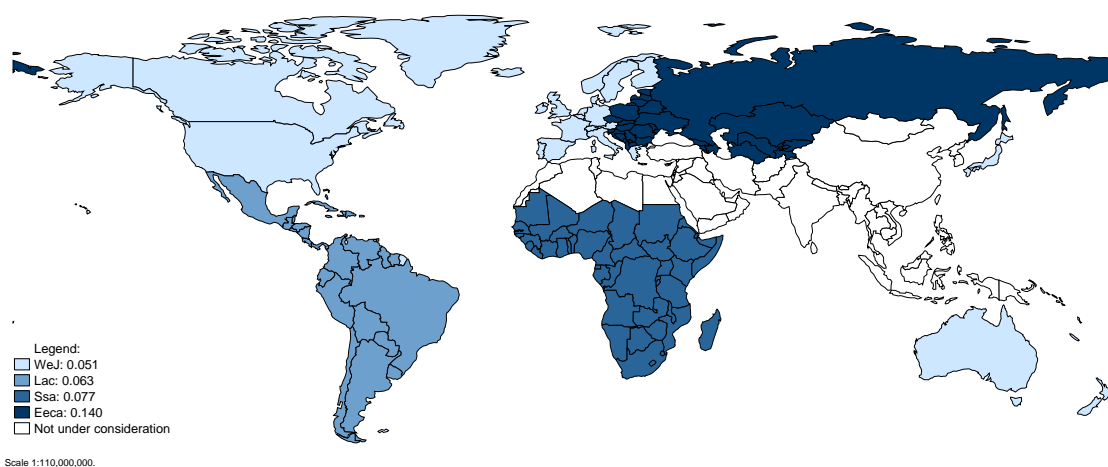 Legend:
WeJ: 0.051
Lac: 0.063
Ssa: 0.077
Eeca: 0.140
Not under consideration
Scale 1:110,000,000.